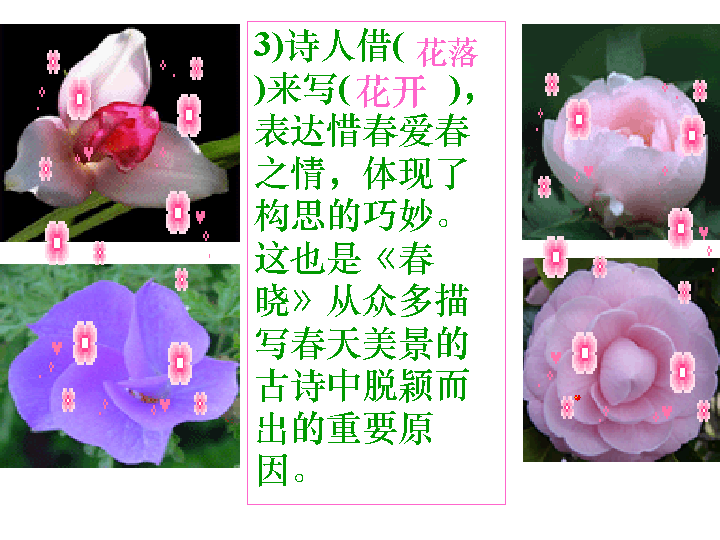 3)诗人借( 花落
)来写(花开 ),
表达惜春爱春
之情，体现了
构思的巧妙。
这也是《春
晓》从众多描
写春天美景的
古诗中脱颖而
出的重要原
因。